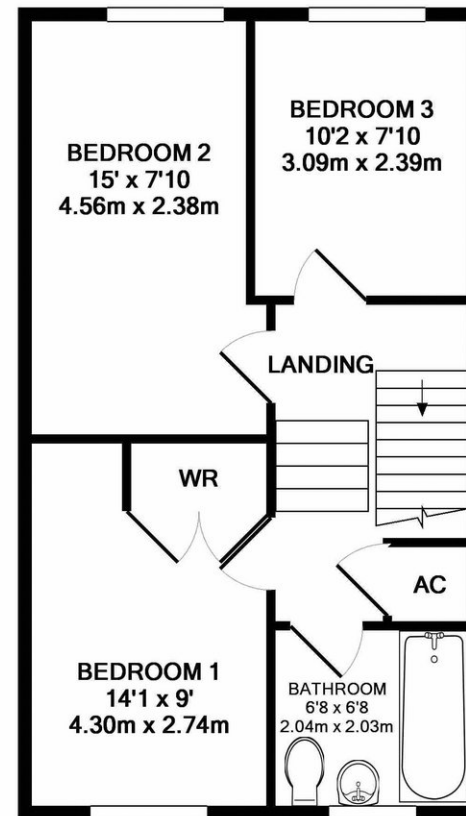 BEDROOM 2
15' x 7'10
4.56m x 2.38m
BEDROOM 3
10'2 x 7'10
3.09m x 2.39m
LANDING
WR
AC
BEDROOM 1
14'1 x 9'
4.30m x 2.74m
BATHROOM
6'8 x 6'8
2.04m x 2.03m